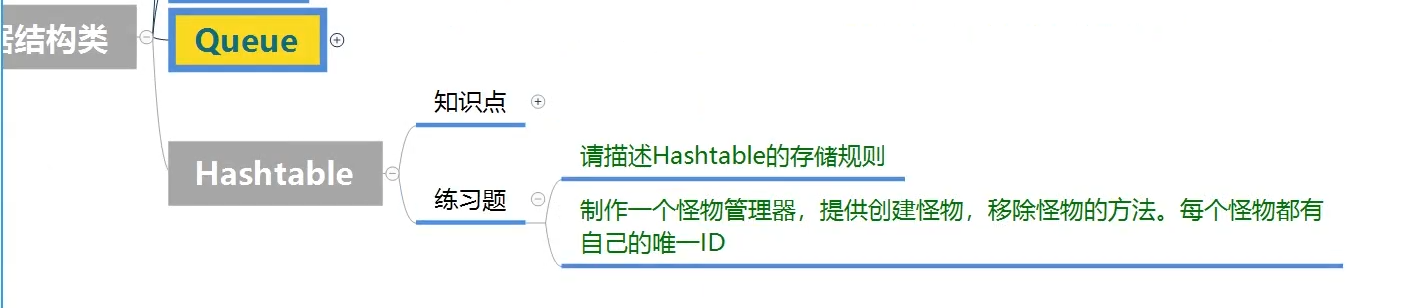 据结构类
Queue
知识点
Hashtable
请描述Hashtable的存储规则
练习题
制作一个怪物管理器，提供创建怪物，移除怪物的方法。每个怪物都有
自己的唯一ID